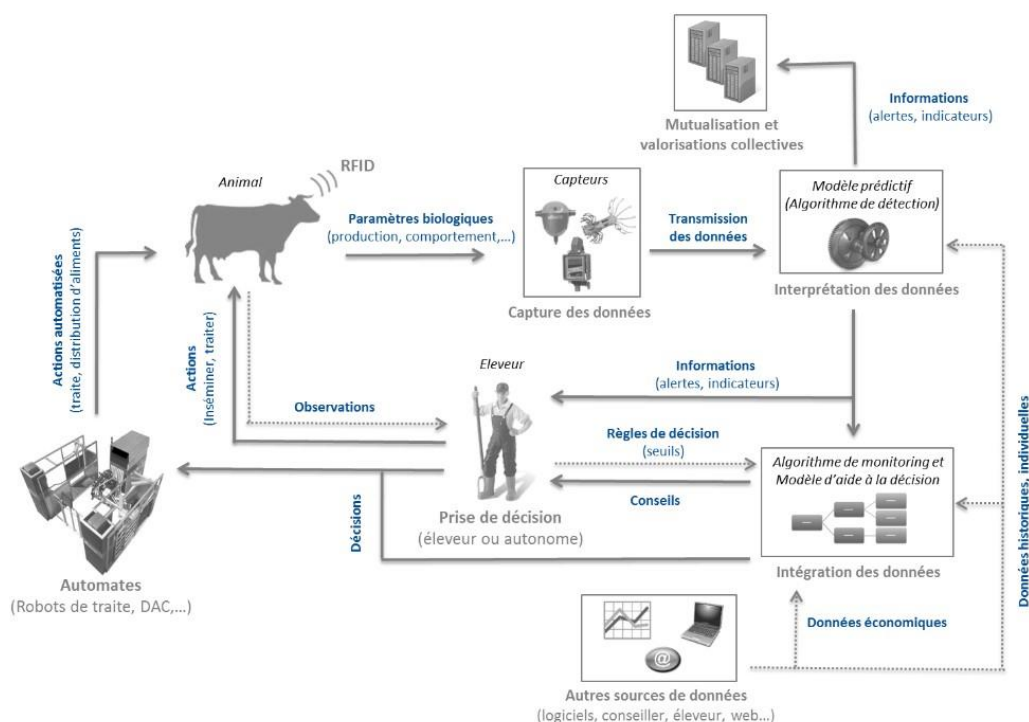 Mutualisation et
valorisations collectives
Informations
(alertes, indicateurs)
RFID
Animal
Paramètres biologiques
(production, comportement,...)
Capteurs
Capture des données
Transmission
des données
Modèle prédictif
(Algorithme de détection)
Interprétation des données
Actions automatisées
(traite, distribution d'aliments)
Actions
(Inséminer, traiter)
Observations
Eleveur
Informations
(alertes, indicateurs)
Règles de décision
(seuils)
Conseils
Prise de décision
(éleveur ou autonome)
Décisions
Algorithme de monitoring et
Modèle d'aide à la décision
Intégration des données
Données historiques, individuelles
Automates
(Robots de traite, DAC,...)
Données économiques
@
Autres sources de données
(logiciels, conseiller, éleveur, web...)